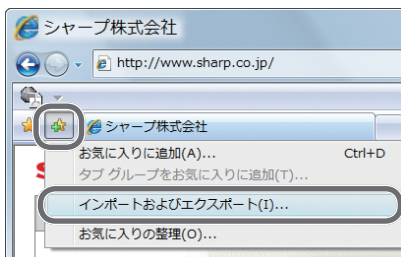 シャープ株式会社
http://www.sharp.co.jp/
シャープ株式会社
お気に入りに追加(A)... Ctrl+D
タブ グループをお気に入りに追加(T)...
インポートおよびエクスポート(I)...
お気に入りの整理(O)...